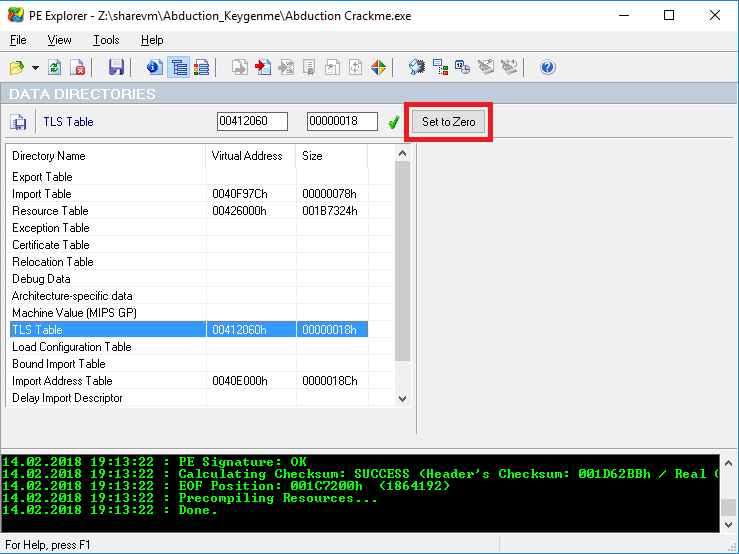 PE Explorer - Z:\sharevm\Abduction_Keygenme\Abduction Crackme.exe
File View Tools Help
DATA DIRECTORIES
TLS Table 00412060 00000018 Set to Zero
Directory Name Virtual Address Size
Export Table
Import Table 0040F97Ch 00000078h
Resource Table 00426000h 001B7324h
Exception Table
Certificate Table
Relocation Table
Debug Data
Architecture-specific data
Machine Value (MIPS GP)
TLS Table 00412060h 00000018h
Load Configuration Table
Bound Import Table
Import Address Table 0040E000h 0000018Ch
Delay Import Descriptor
14.02.2018 19:13:22 : PE Signature: OK
14.02.2018 19:13:22 : Calculating Checksum: SUCCESS (Header's Checksum: 001D62BBh / Real
14.02.2018 19:13:22 : EOF Position: 001C7200h (1864192)
14.02.2018 19:13:22 : Precompiling Resources...
14.02.2018 19:13:22 : Done.
For Help, press F1